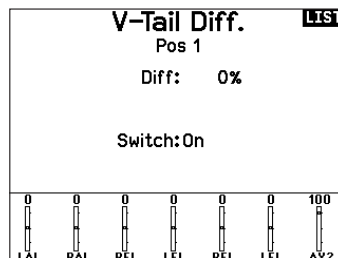 V-Tail Diff. LIST
Pos 1
Diff: 0%
Switch: On
0 0 0 0 0 0 100